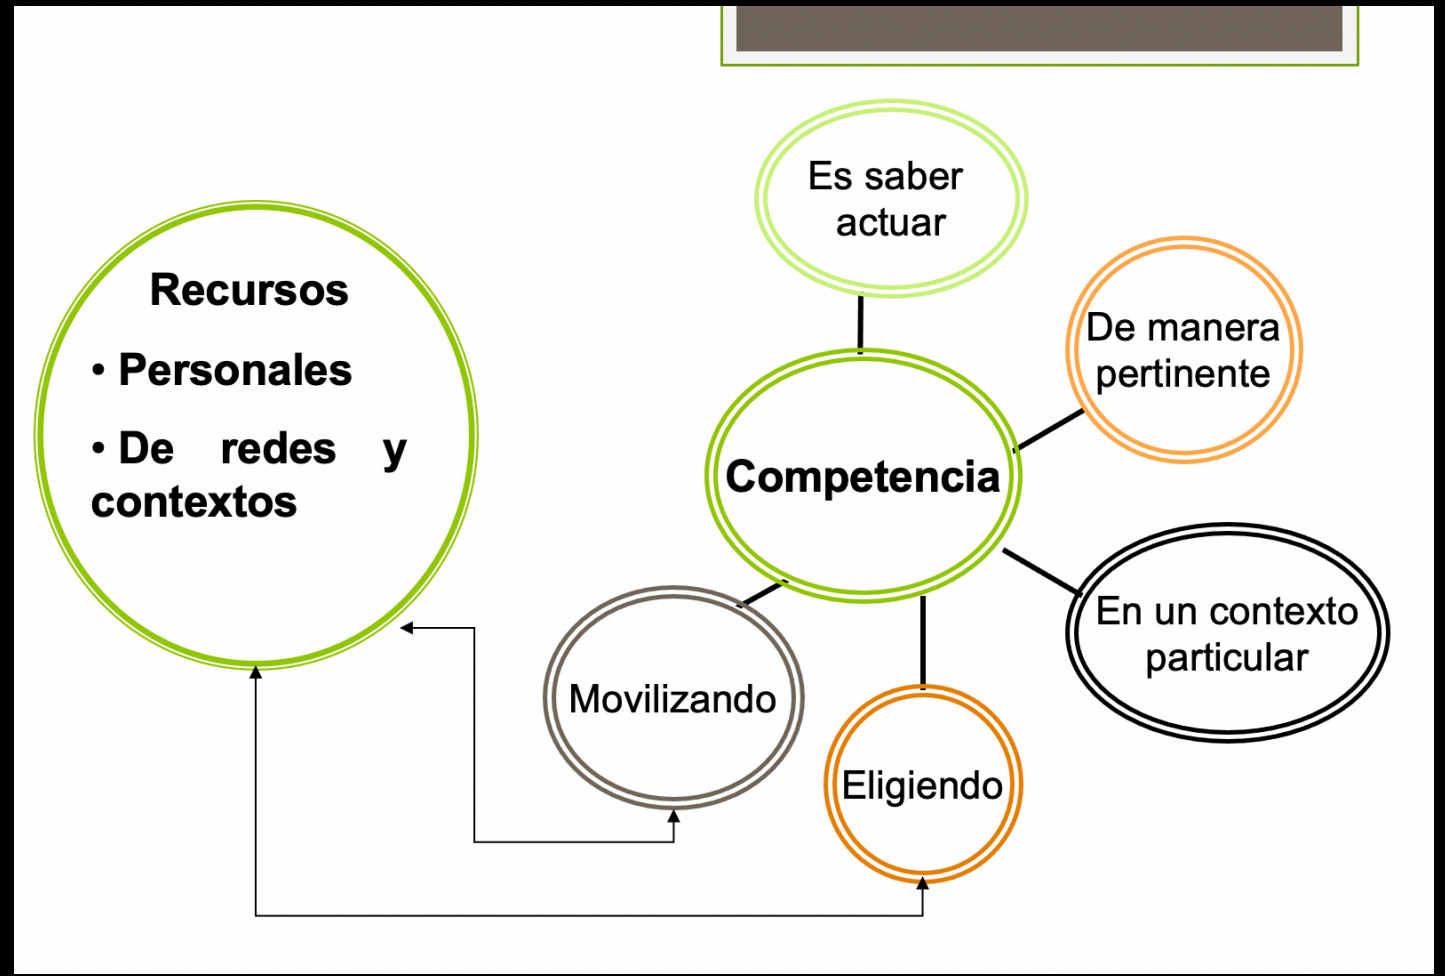 Recursos
• Personales
• De redes y
contextos
Es saber
actuar
De manera
pertinente
Competencia
En un contexto
particular
Movilizando
Eligiendo